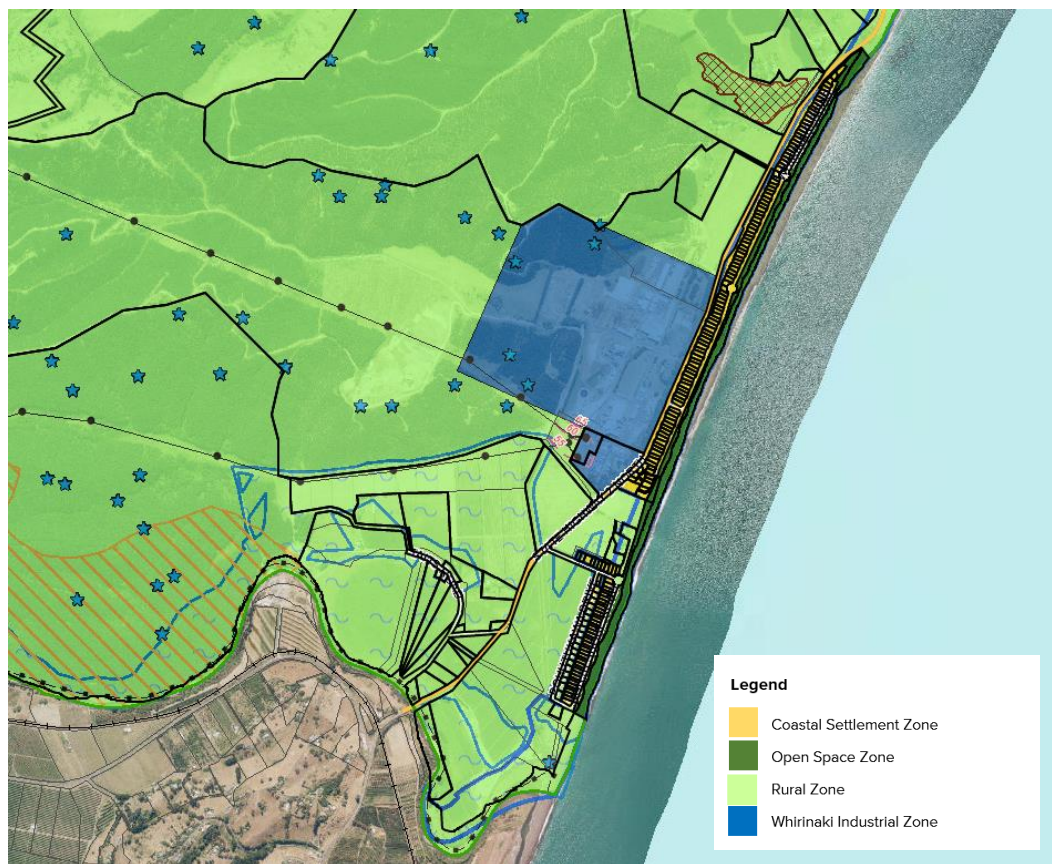 Legend
Coastal Settlement Zone
Open Space Zone
Rural Zone
Whirinaki Industrial Zone